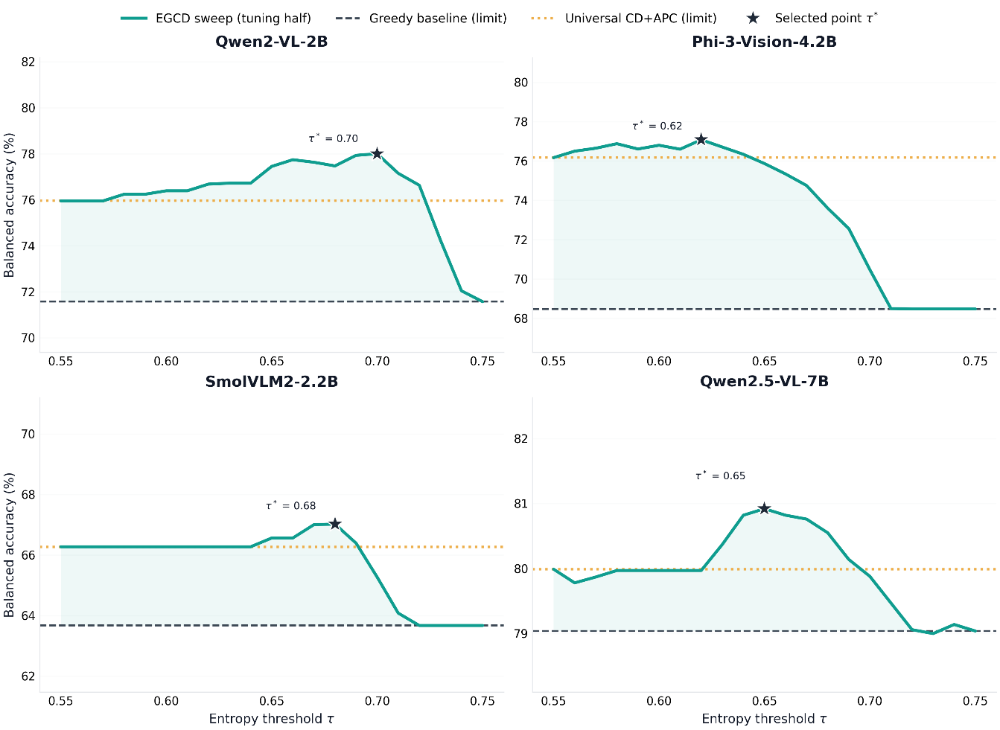 EGCD sweep (tuning half) Greedy baseline (limit) Universal CD+APC (limit) Selected point τ*
Qwen2-VL-2B
Balanced accuracy (%)
82
80
78
76
74
72
70
τ* = 0.70
0.55 0.60 0.65 0.70 0.75
Phi-3-Vision-4.2B
80
78
76
74
72
70
68
τ* = 0.62
0.55 0.60 0.65 0.70 0.75
SmolVLM2-2.2B
Balanced accuracy (%)
70
68
66
64
62
τ* = 0.68
0.55 0.60 0.65 0.70 0.75
Entropy threshold τ
Qwen2.5-VL-7B
82
81
80
79
τ* = 0.65
0.55 0.60 0.65 0.70 0.75
Entropy threshold τ